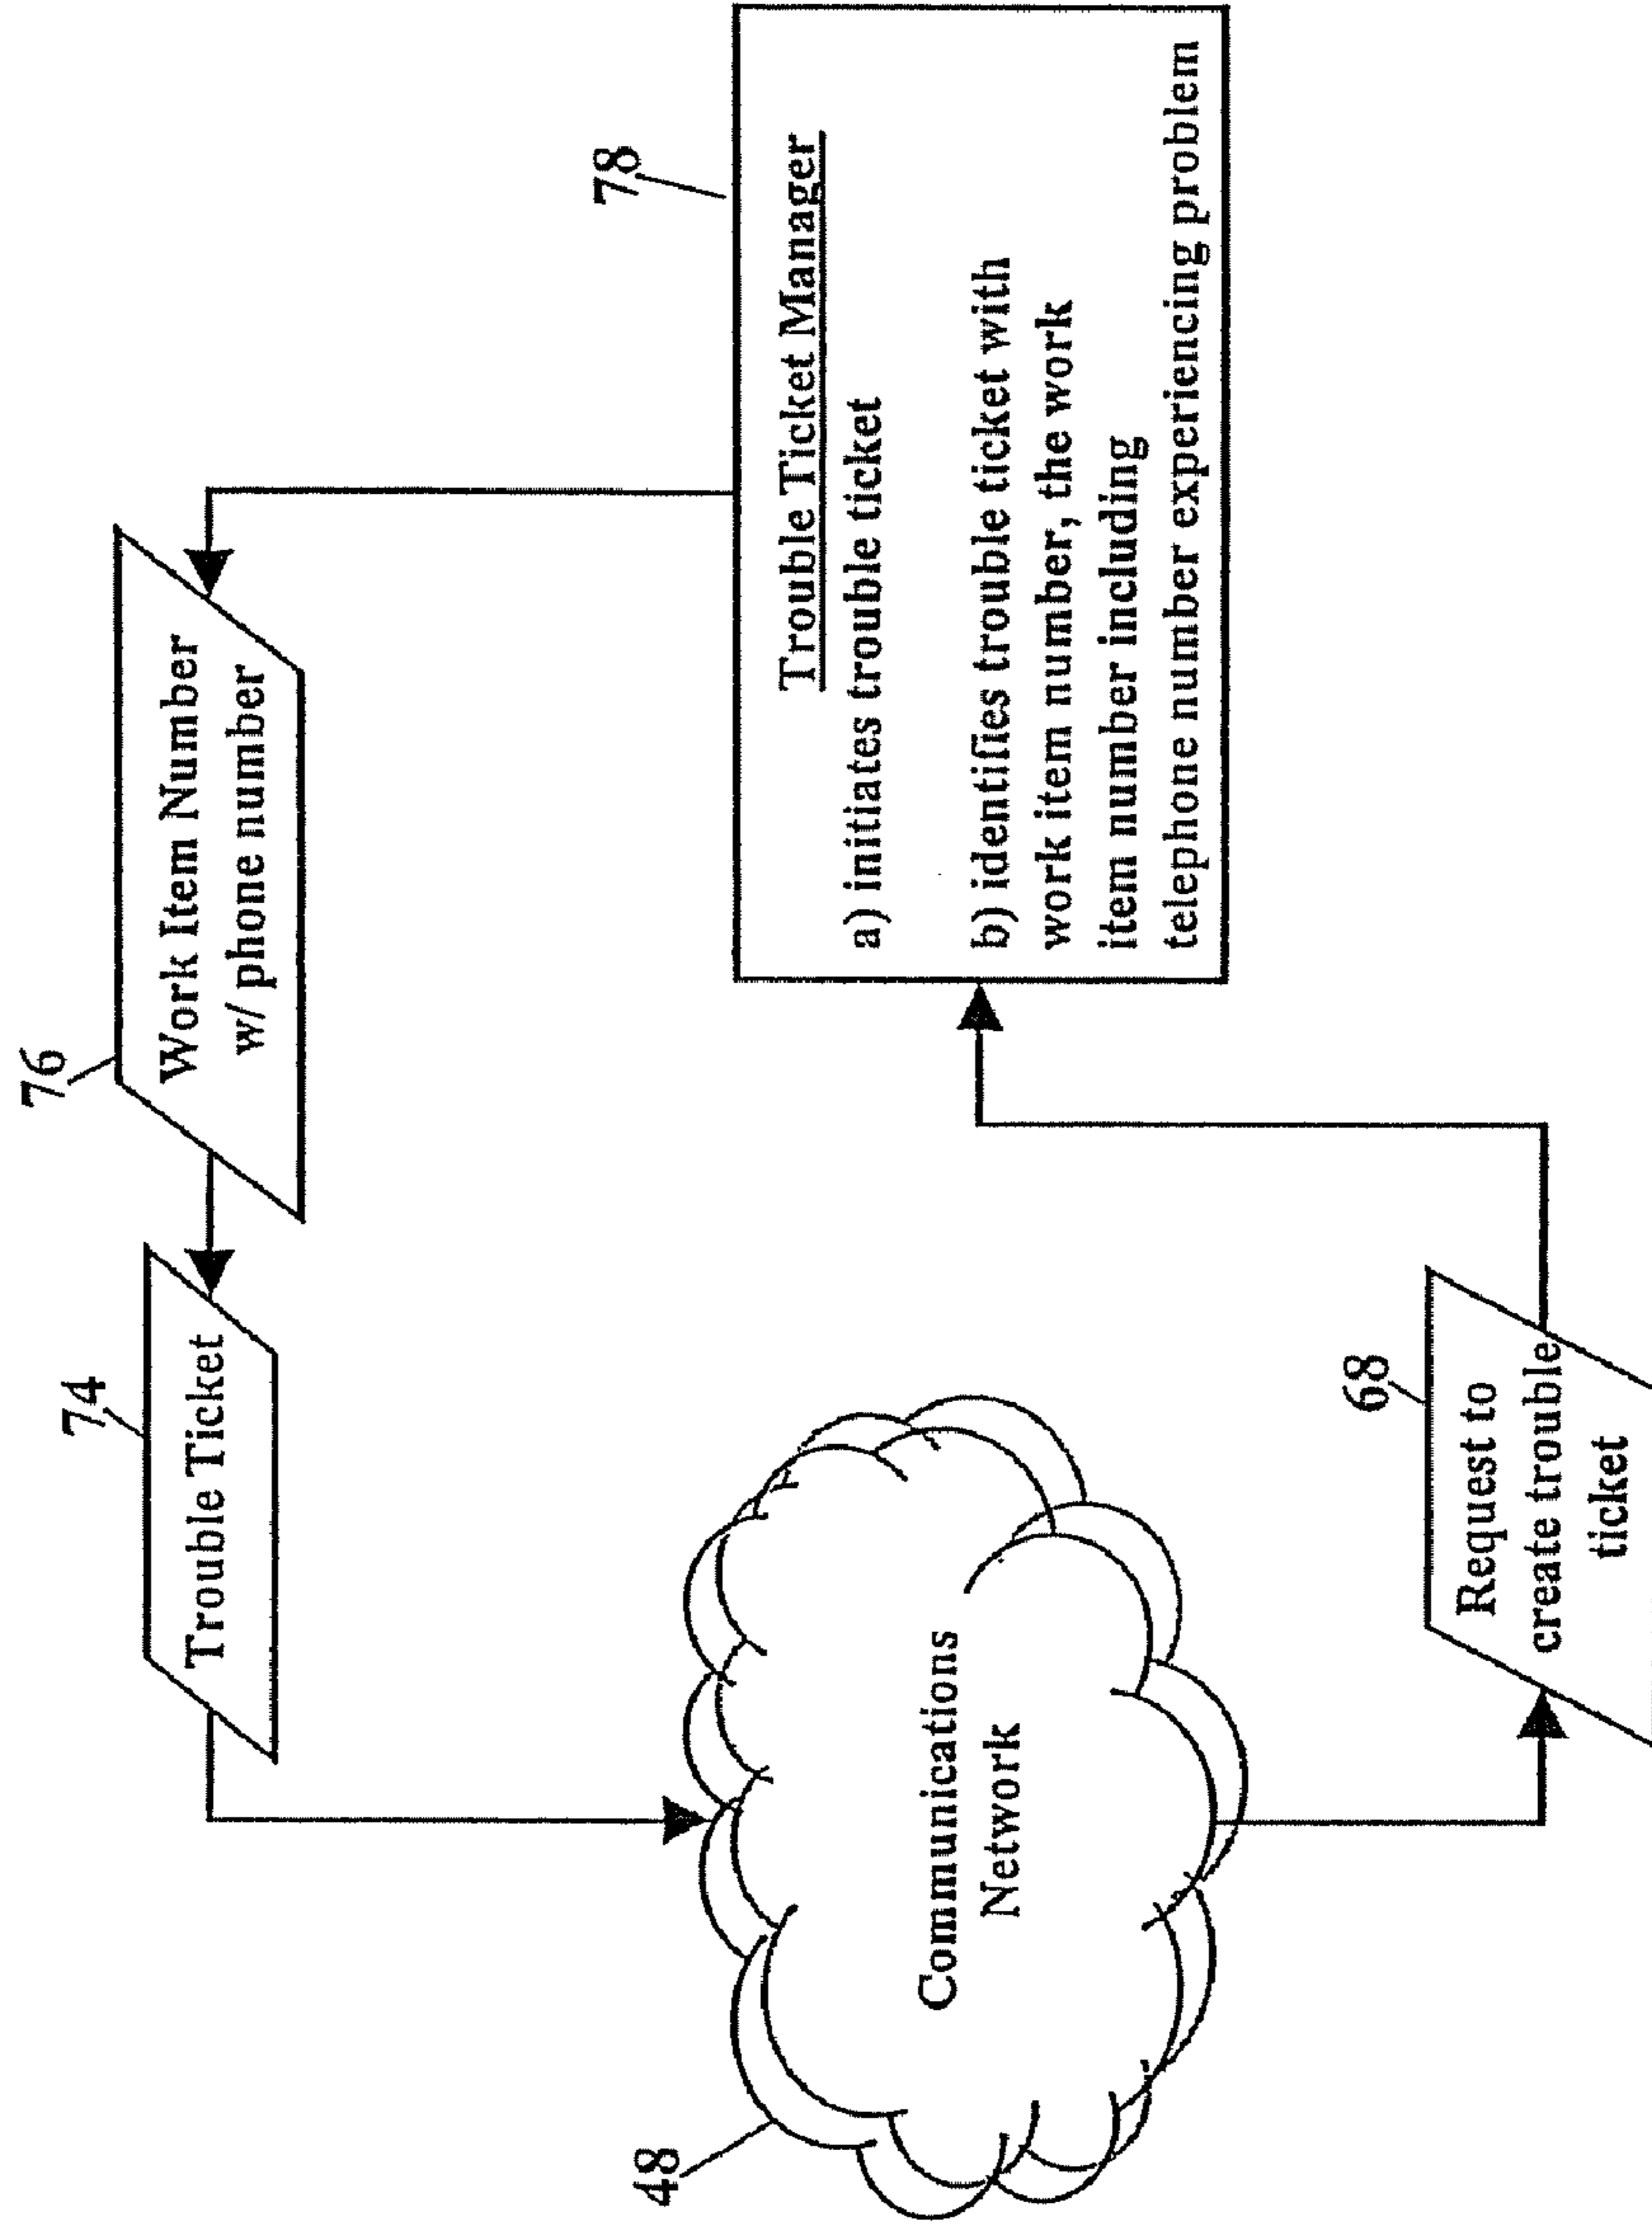 74
Trouble Ticket
76
Work Item Number
w/ phone number
48
Communications
Network
78
Trouble Ticket Manager
a) initiates trouble ticket
b) identifies trouble ticket with
work item number, the work
item number including
telephone number experiencing problem
68
Request to
create trouble
ticket